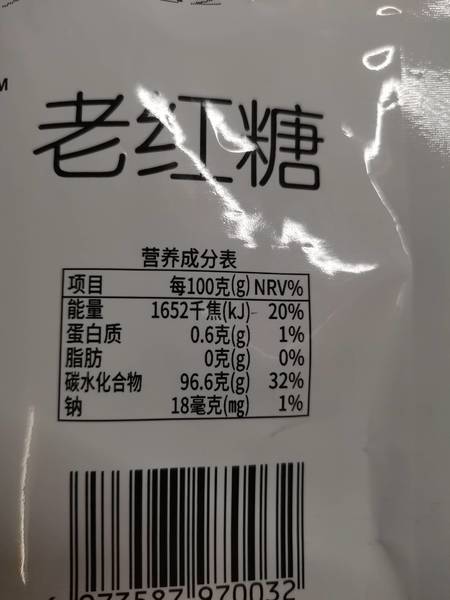 老红糖
营养成分表
项目 每100克(g) NRV%
能量 1652千焦(kJ) 20%
蛋白质 0.6克(g) 1%
脂肪 0克(g) 0%
碳水化合物 96.6克(g) 32%
钠 18毫克(mg) 1%
973587 970032